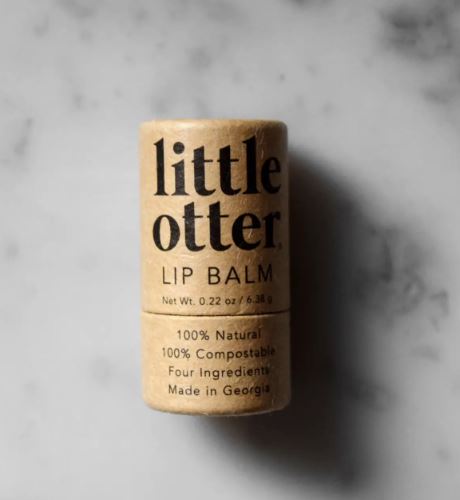 little
otter
LIP BALM
Net Wt. 0.22 oz / 6.38 g
100% Natural
100% Compostable
Four Ingredients
Made in Georgia